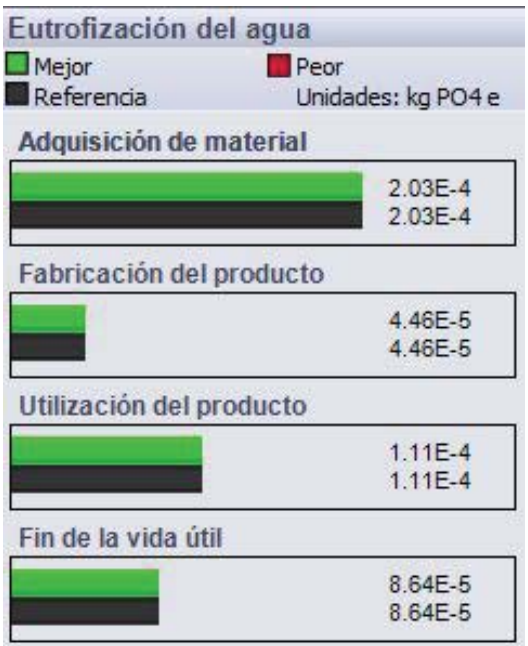 Eutrofización del agua
Mejor Peor
Referencia Unidades: kg PO4 e
Adquisición de material
2.03E-4
2.03E-4
Fabricación del producto
4.46E-5
4.46E-5
Utilización del producto
1.11E-4
1.11E-4
Fin de la vida útil
8.64E-5
8.64E-5